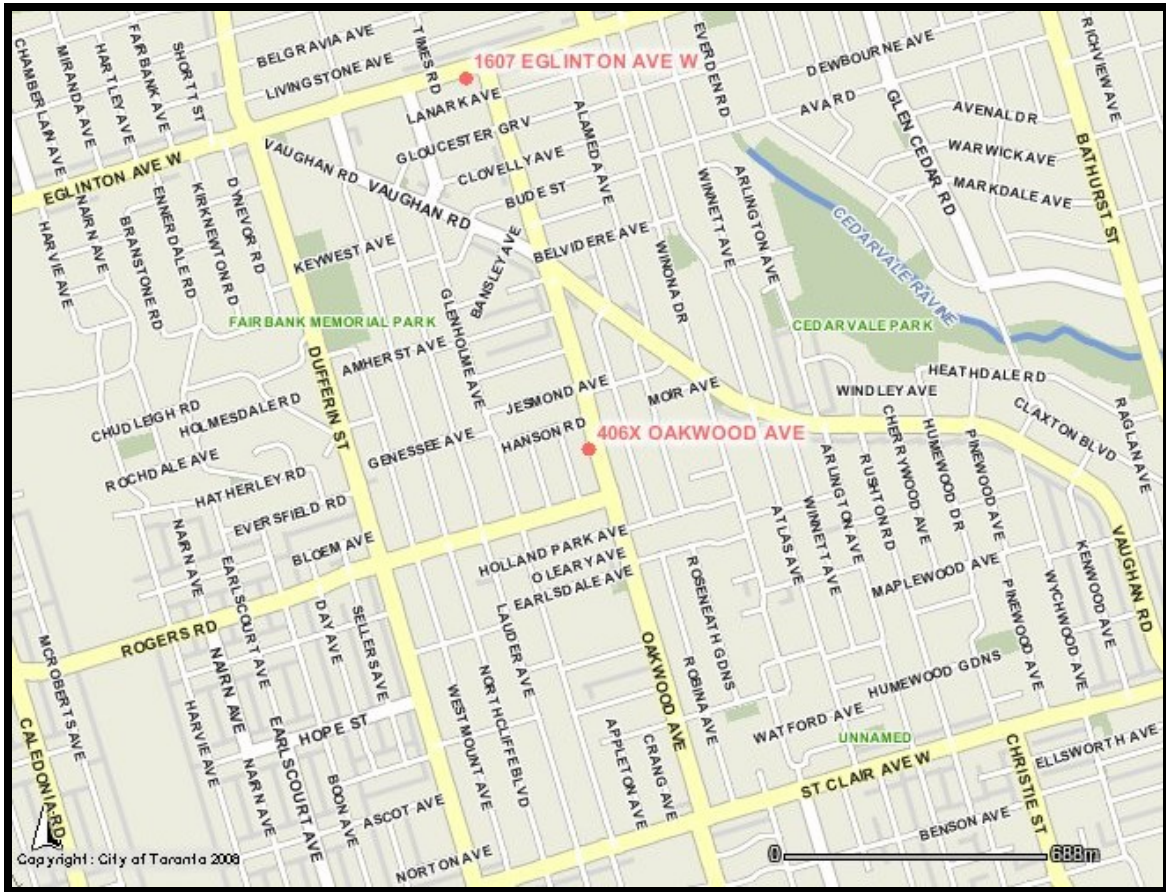 CHAMBERLAIN AVE
MIRANDA AVE
HARTLEY AVE
FAIRBANK AVE
SHORTT ST
BELGRAVIA AVE
LIVINGSTONE AVE
TIMES RD
1607 EGLINTON AVE W
LANARK AVE
GLOUCESTER GRV
CLOVELLY AVE
BUDE ST
ALAMEDA AVE
EVERDEN RD
DEWBOURNE AVE
AVA RD
GLEN CEDAR RD
AVENAL DR
WARWICK AVE
MARKDALE AVE
RICHVIEW AVE
BATHURST ST
EGLINTON AVE W
VAUGHAN RD
VAUGHAN RD
HARVIE AVE
NAIRN AVE
BRANSTONE RD
ENNERDALE RD
KIRKNEWTON RD
DYNEVOR RD
KEYWEST AVE
BANSLEY AVE
BELVIDERE AVE
WINNETT AVE
ARLINGTON AVE
WINONA DR
CEDARVALE RAVINE
CEDARVALE PARK
FAIRBANK MEMORIAL PARK
GLENHOLME AVE
AMHERST AVE
DUFFERIN ST
JESMOND AVE
MOIR AVE
HANSON RD
406X OAKWOOD AVE
WINDLEY AVE
HEATHDALE RD
CLAXTON BLVD
RAGLAN AVE
CHUDLEIGH RD
HOLMESDALE RD
ROCHDALE AVE
HATHERLEY RD
EVERSFIELD RD
GENESSEE AVE
BLOEM AVE
NAIRN AVE
EARLSCOURT AVE
DAY AVE
SELLERS AVE
HOLLAND PARK AVE
O LEARY AVE
EARLSDALE AVE
ATLAS AVE
WINNETT AVE
ARLINGTON AVE
RUSHTON RD
CHERRYWOOD AVE
HUMEWOOD DR
PINEWOOD AVE
MAPLEWOOD AVE
PINEWOOD AVE
WYCHWOOD AVE
KENWOOD AVE
VAUGHAN RD
ROGERS RD
MCROBERTS AVE
CALEDONIA RD
HARVIE AVE
NAIRN AVE
NAIRN AVE
EARLSCOURT AVE
HOPE ST
BOON AVE
ASCOT AVE
NORTON AVE
WESTMOUNT AVE
NORTHCLIFFE BLVD
LAUDER AVE
OAKWOOD AVE
ROSENEATH GDNS
ROBINA AVE
APPLETON AVE
CRANG AVE
HUMEWOOD GDNS
WATFORD AVE
UNNAMED
ST CLAIR AVE W
CHRISTIE ST
ELLSWORTH AVE
BENSON AVE
0 688m
Copyright : City of Toronto 2008